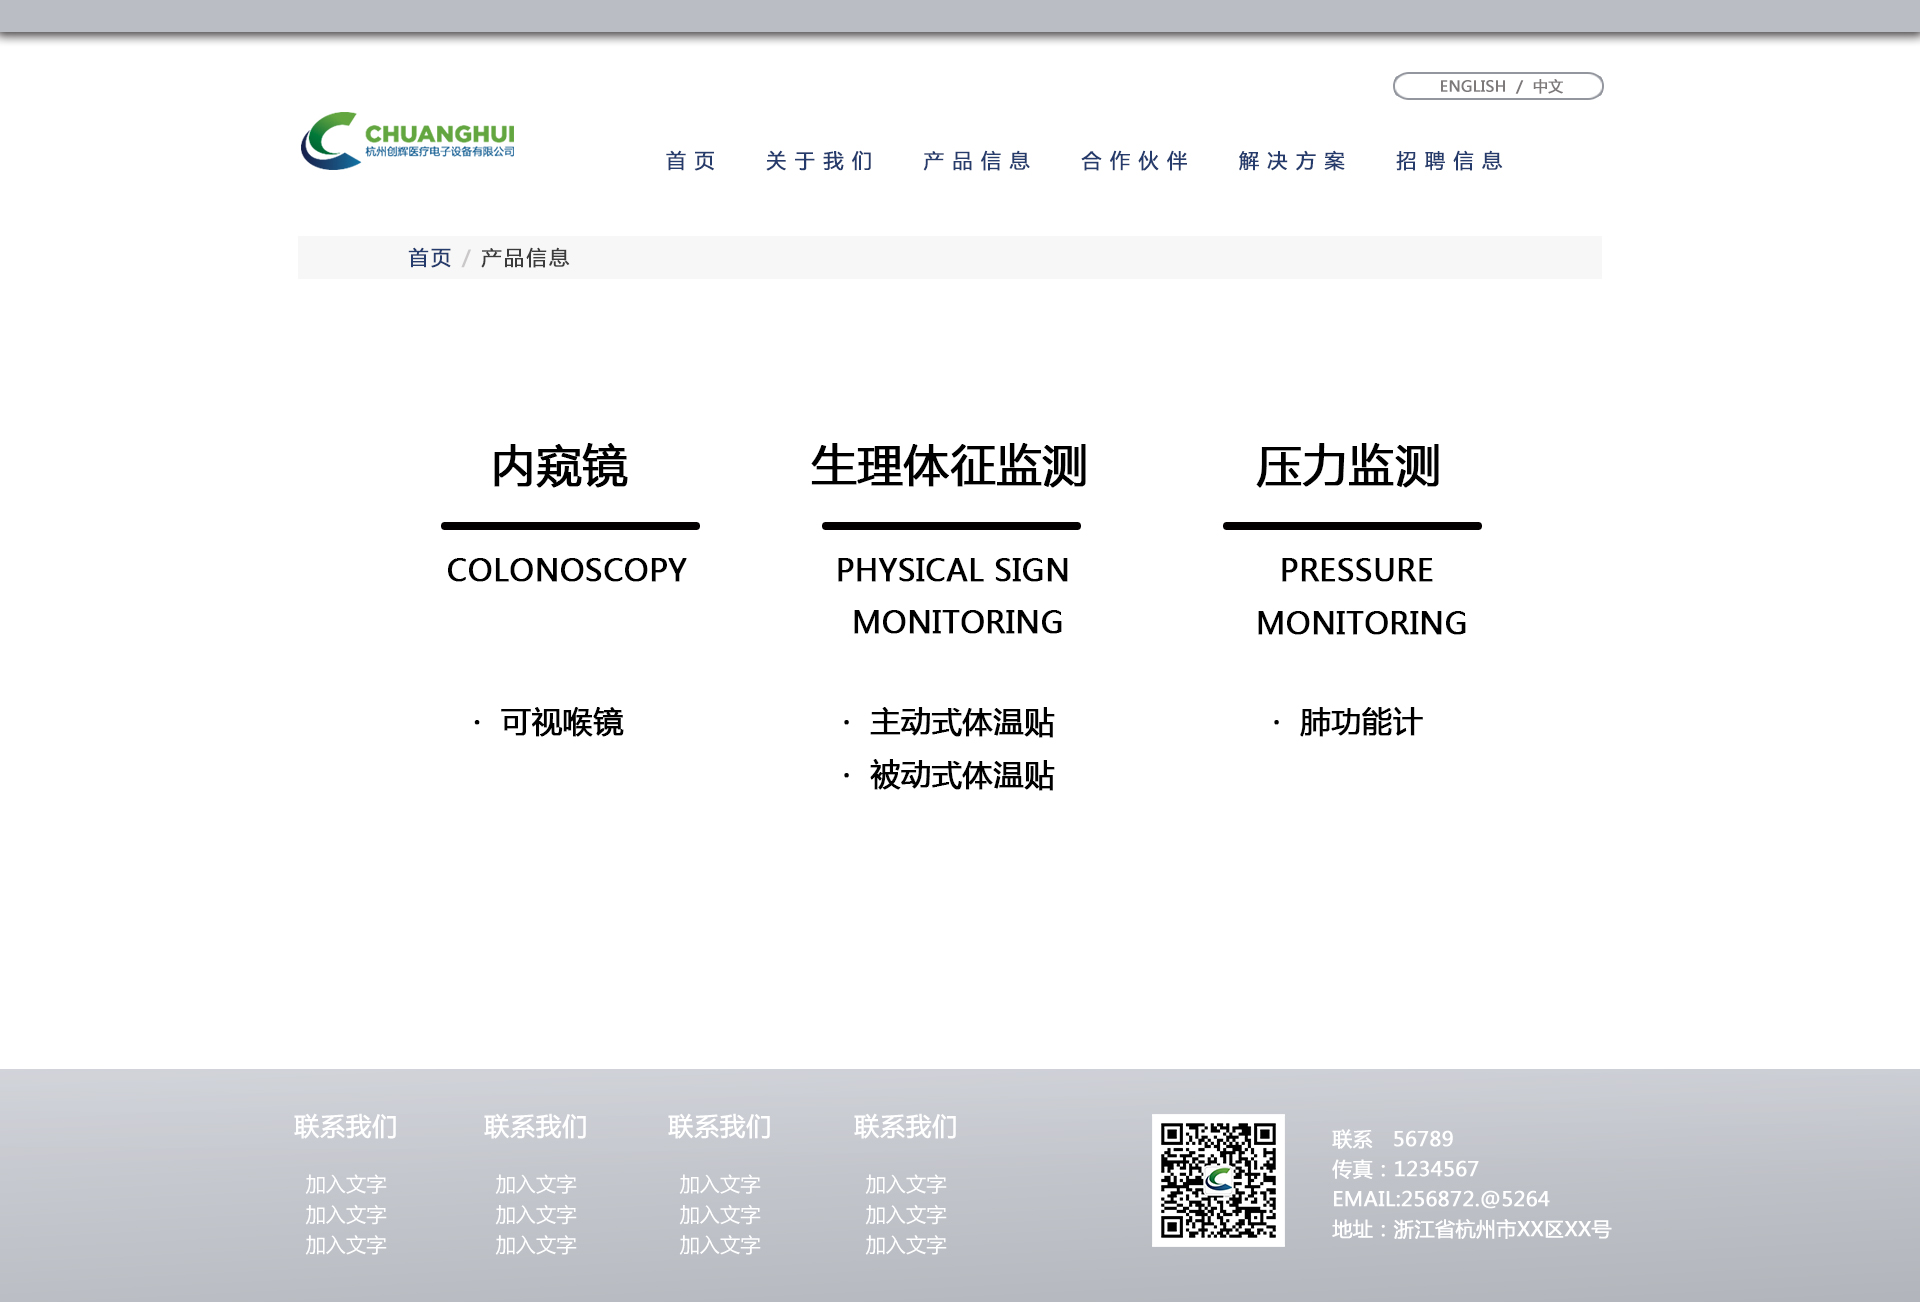 ENGLISH / 中文
CHUANGHUI
杭州创辉医疗电子设备有限公司
首页 关于我们 产品信息 合作伙伴 解决方案 招聘信息
首页 / 产品信息
内窥镜
COLONOSCOPY
· 可视喉镜
生理体征监测
PHYSICAL SIGN
MONITORING
· 主动式体温贴
· 被动式体温贴
压力监测
PRESSURE
MONITORING
· 肺功能计
联系我们
加入文字
加入文字
加入文字
联系我们
加入文字
加入文字
加入文字
联系我们
加入文字
加入文字
加入文字
联系我们
加入文字
加入文字
加入文字
联系 56789
传真：1234567
EMAIL:256872.@5264
地址：浙江省杭州市XX区XX号